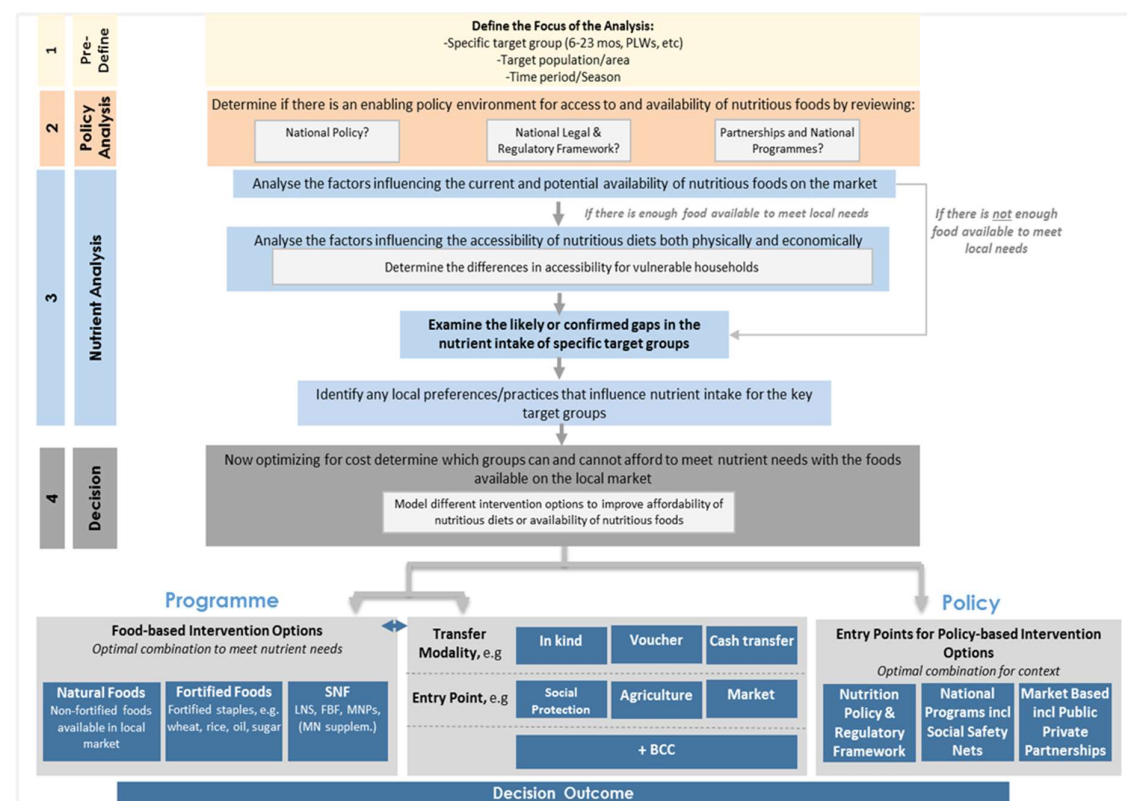 1
Pre-
Define
Define the Focus of the Analysis:
-Specific target group (6-23 mos, PLWs, etc)
-Target population/area
-Time period/Season
2
Policy
Analysis
Determine if there is an enabling policy environment for access to and availability of nutritious foods by reviewing:
National Policy?
National Legal &
Regulatory Framework?
Partnerships and National
Programmes?
3
Nutrient Analysis
Analyse the factors influencing the current and potential availability of nutritious foods on the market
If there is enough food available to meet local needs
If there is not enough
food available to meet
local needs
Analyse the factors influencing the accessibility of nutritious diets both physically and economically
Determine the differences in accessibility for vulnerable households
Examine the likely or confirmed gaps in the
nutrient intake of specific target groups
Identify any local preferences/practices that influence nutrient intake for the key
target groups
4
Decision
Now optimizing for cost determine which groups can and cannot afford to meet nutrient needs with the foods
available on the local market
Model different intervention options to improve affordability of
nutritious diets or availability of nutritious foods
Programme
Policy
Food-based Intervention Options
Optimal combination to meet nutrient needs
Natural Foods
Non-fortified foods
available in local
market
Fortified Foods
Fortified staples, e.g.
wheat, rice, oil, sugar
SNF
LNS, FBF, MNPs,
(MN supplem.)
Transfer
Modality, e.g
In kind
Voucher
Cash transfer
Entry Point, e.g
Social
Protection
Agriculture
Market
+ BCC
Entry Points for Policy-based Intervention
Options
Optimal combination for context
Nutrition
Policy &
Regulatory
Framework
National
Programs incl
Social Safety
Nets
Market Based
incl Public
Private
Partnerships
Decision Outcome